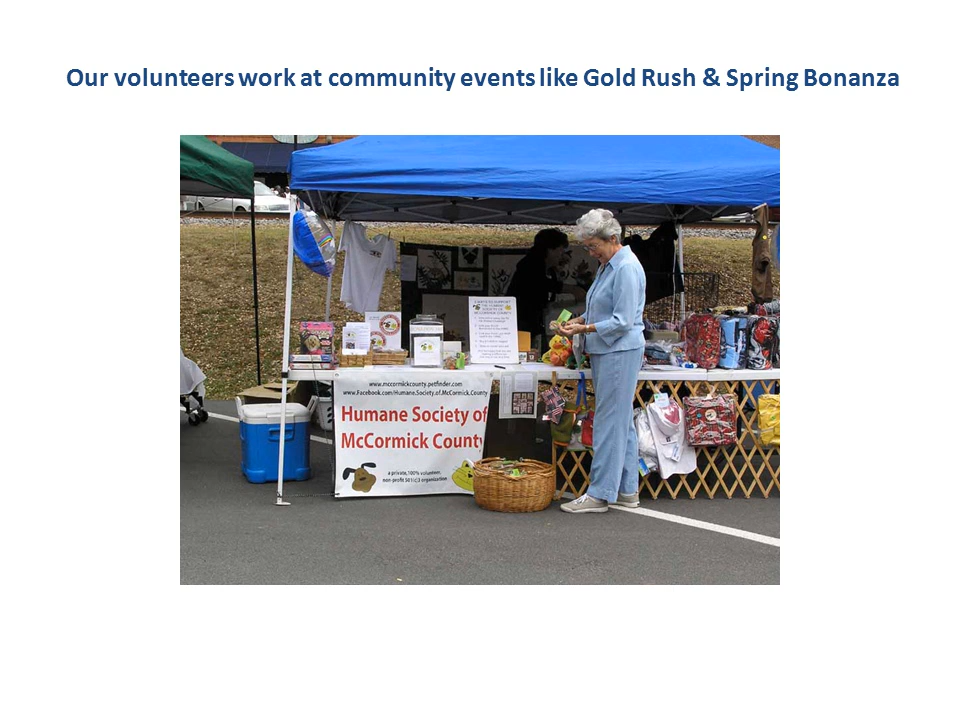 Our volunteers work at community events like Gold Rush & Spring Bonanza
www.mccormickcounty.petfinder.com
www.Facebook.com/Humane.Society.of.McCormick.County
Humane Society of
McCormick County
a private, 100% volunteer,
non-profit 501(c)3 organization